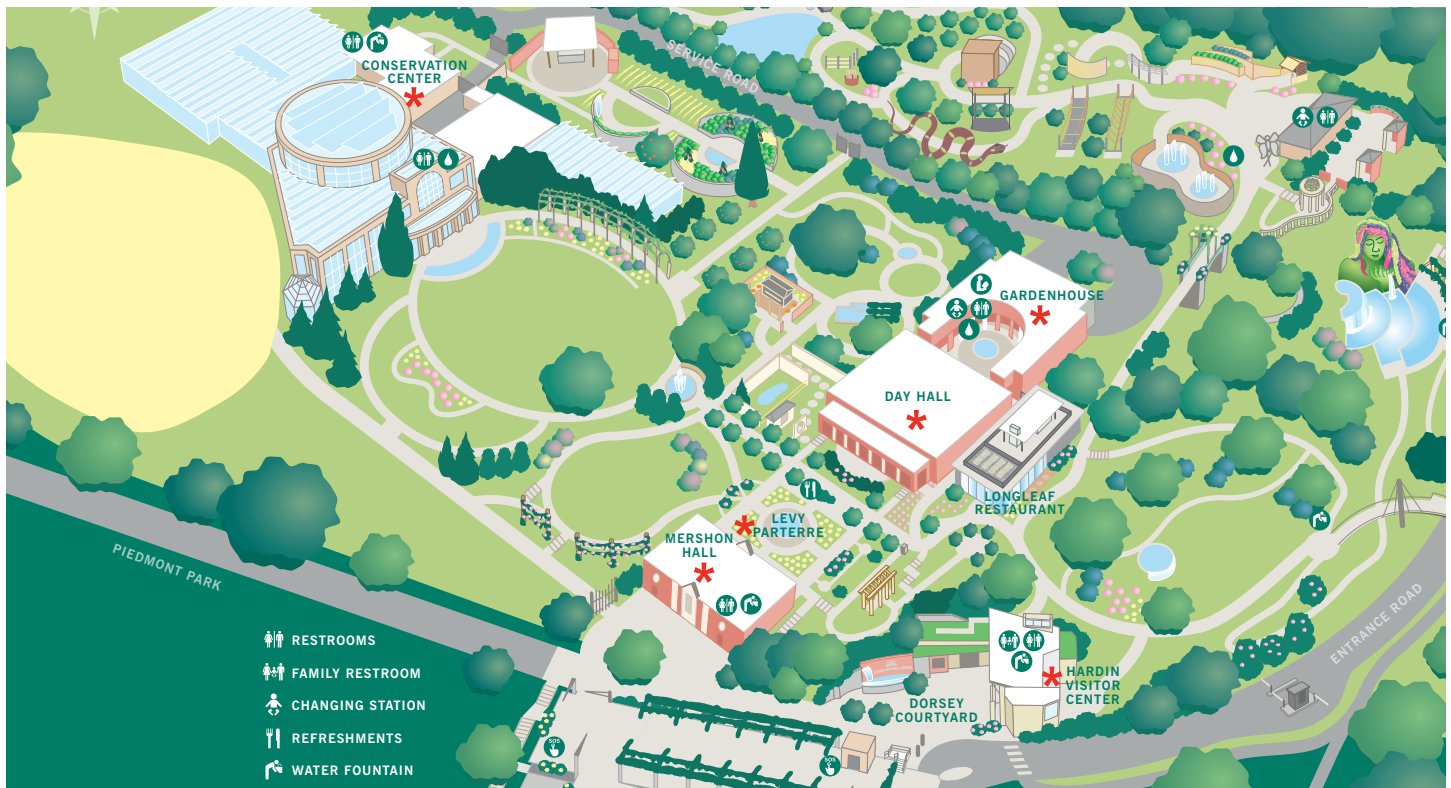 SERVICE ROAD
CONSERVATION
CENTER
GARDENHOUSE
DAY HALL
LONGLEAF
RESTAURANT
LEVY
PARTERRE
MERSHON
HALL
PIEDMONT PARK
ENTRANCE ROAD
HARDIN
VISITOR
CENTER
DORSEY
COURTYARD
RESTROOMS
FAMILY RESTROOM
CHANGING STATION
REFRESHMENTS
WATER FOUNTAIN
SOS
SOS